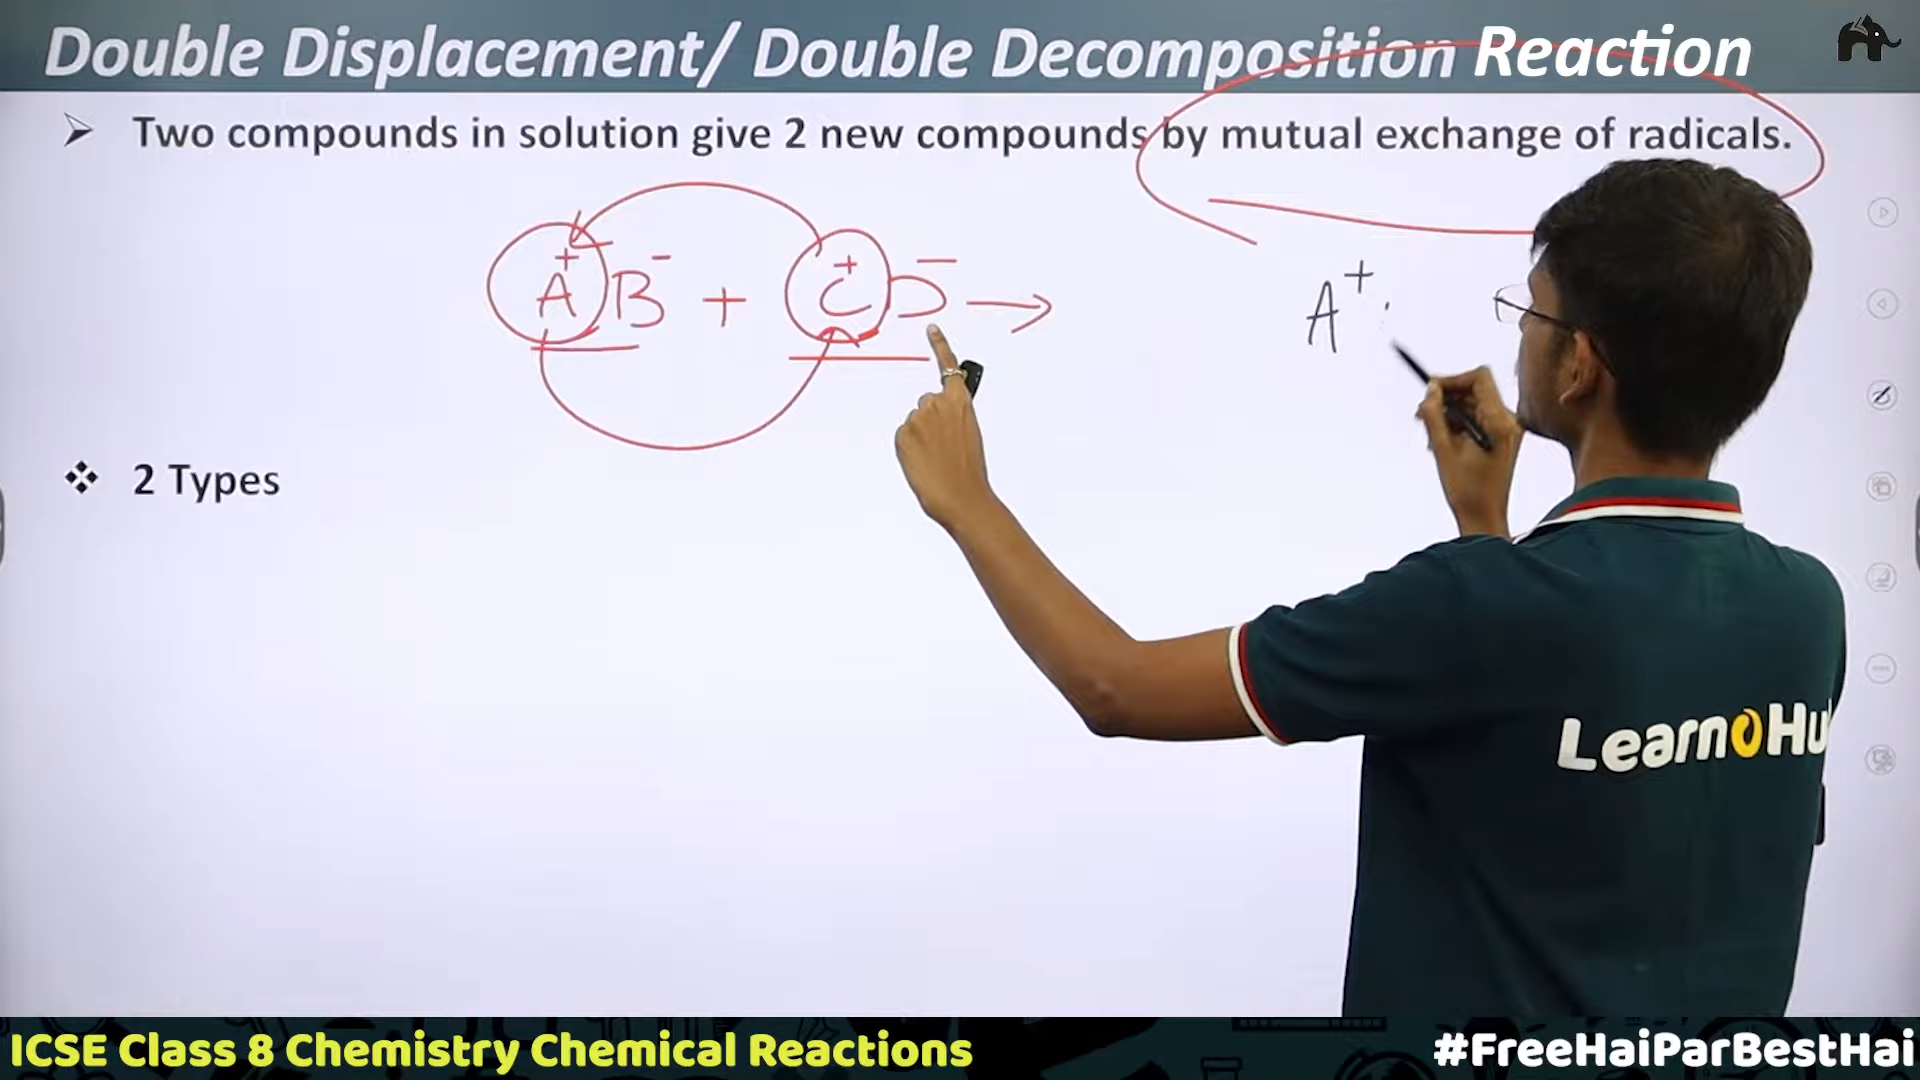 Double Displacement/ Double Decomposition Reaction
➤ Two compounds in solution give 2 new compounds by mutual exchange of radicals.
A⁺B⁻ + C⁺D⁻ →
A⁺
❖ 2 Types
LearnoHu
ICSE Class 8 Chemistry Chemical Reactions
#FreeHaiParBestHai